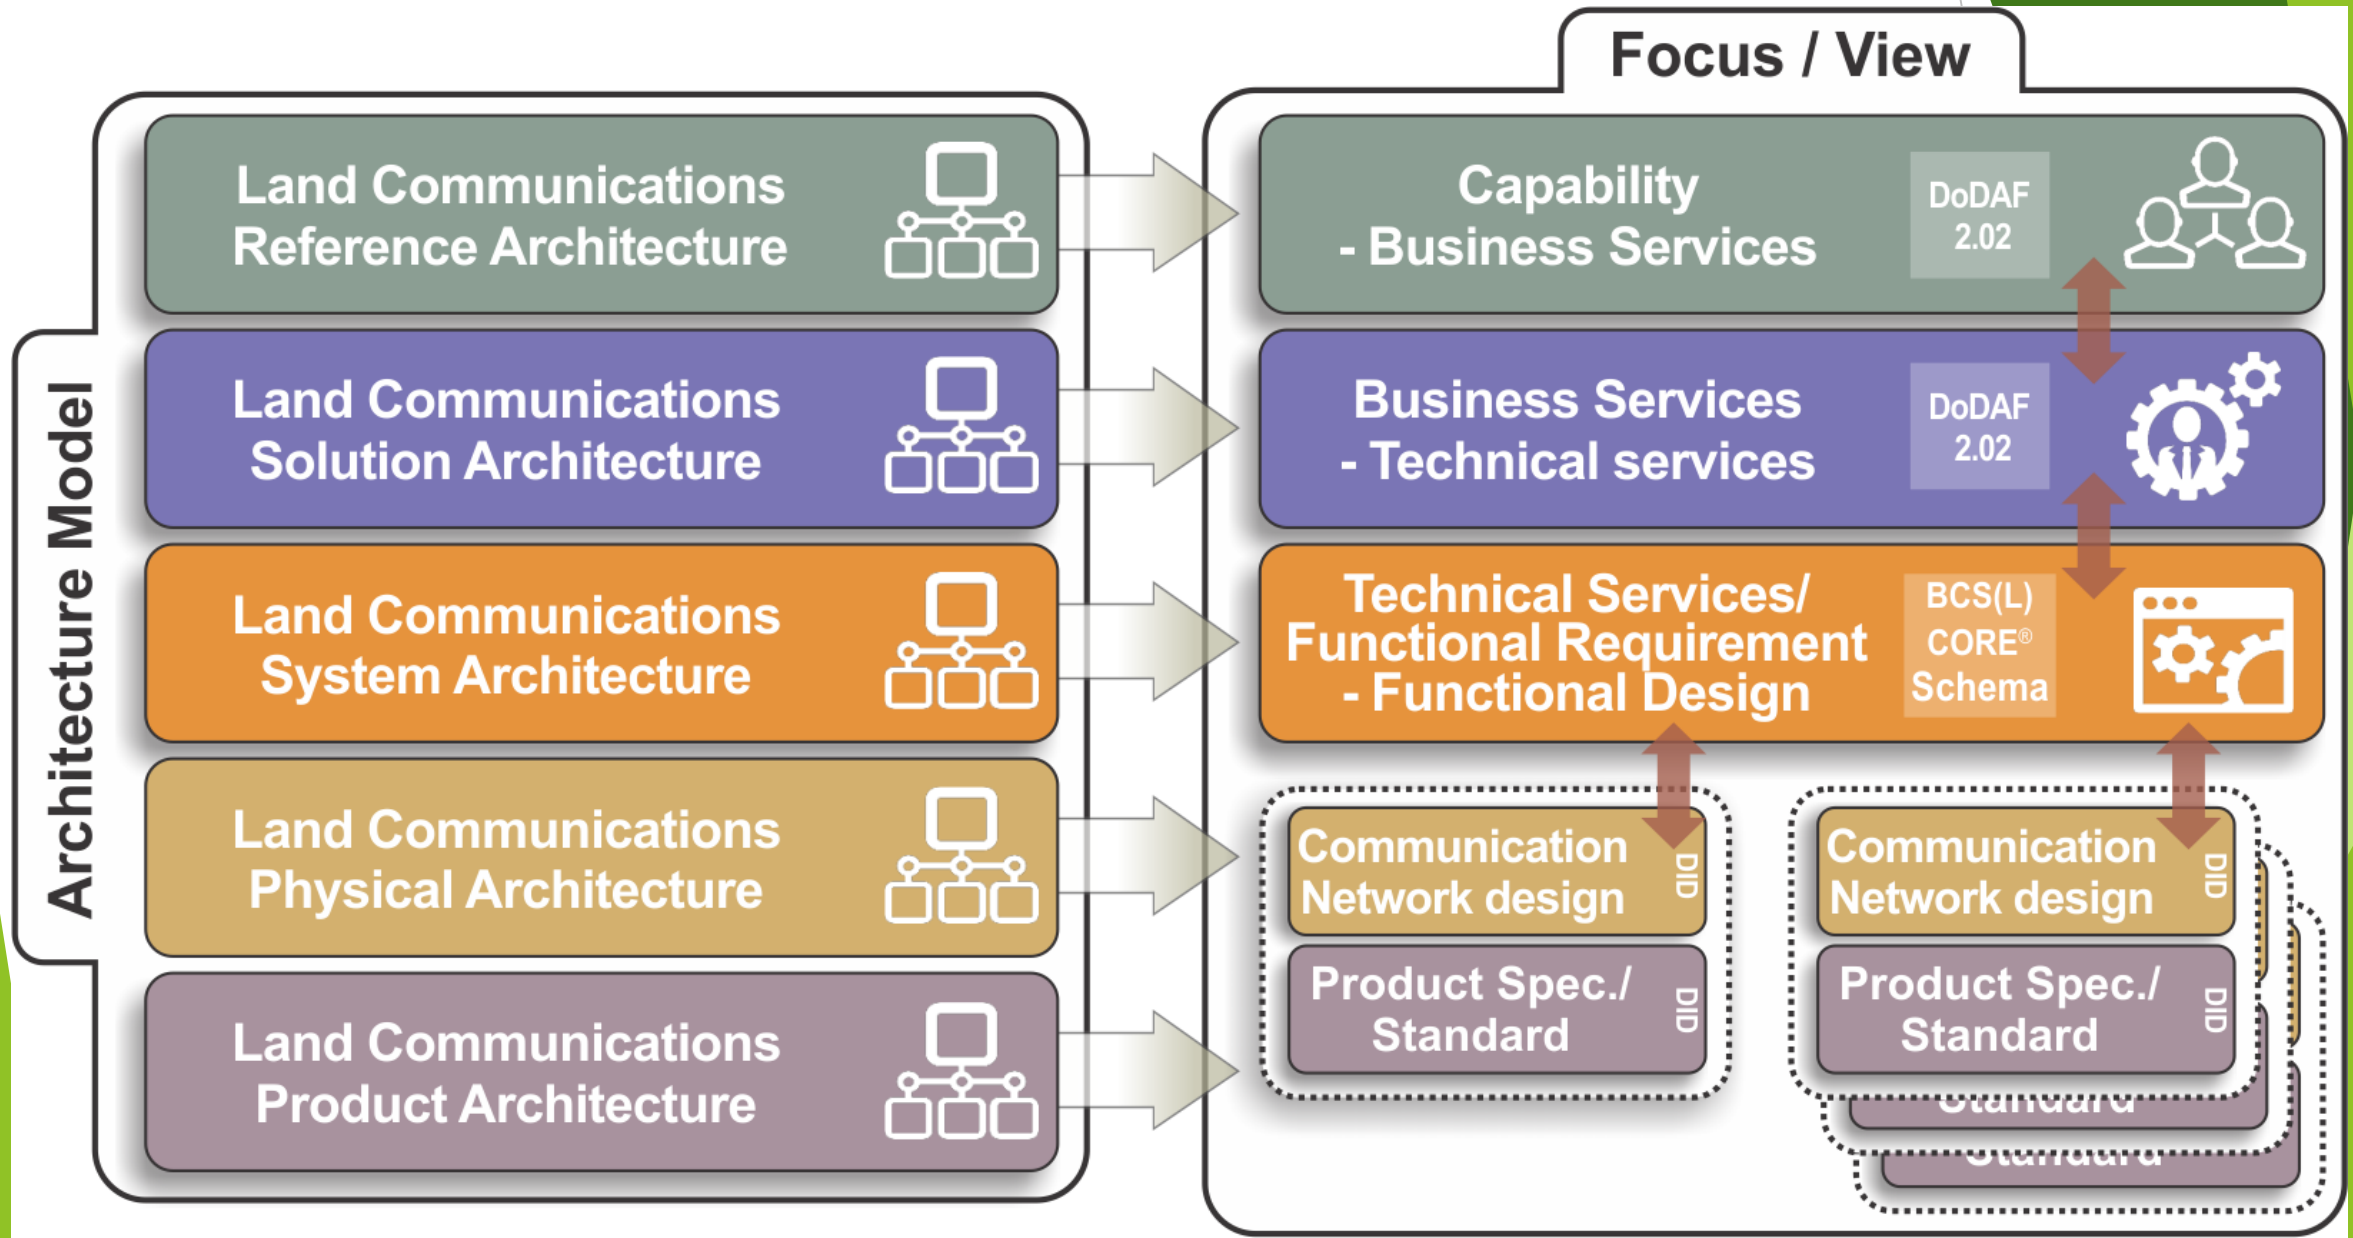 Focus / View
Architecture Model
Land Communications
Reference Architecture
Capability
- Business Services
DoDAF
2.02
Land Communications
Solution Architecture
Business Services
- Technical services
DoDAF
2.02
Land Communications
System Architecture
Technical Services/
Functional Requirement
- Functional Design
BCS(L)
CORE®
Schema
Land Communications
Physical Architecture
Communication
Network design
DID
Communication
Network design
DID
Land Communications
Product Architecture
Product Spec./
Standard
DID
Product Spec./
Standard
DID
Standard
Standard